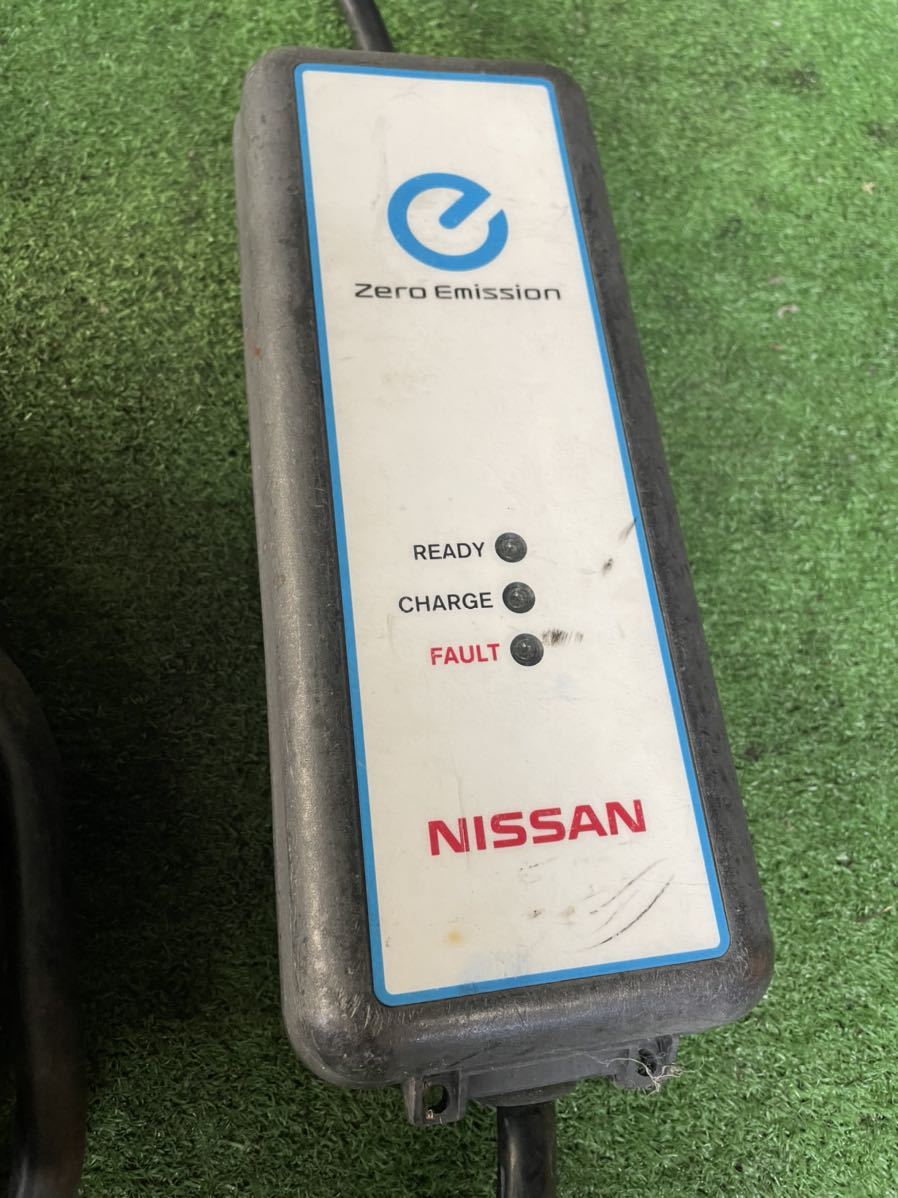 Zero Emission
READY
CHARGE
FAULT
NISSAN